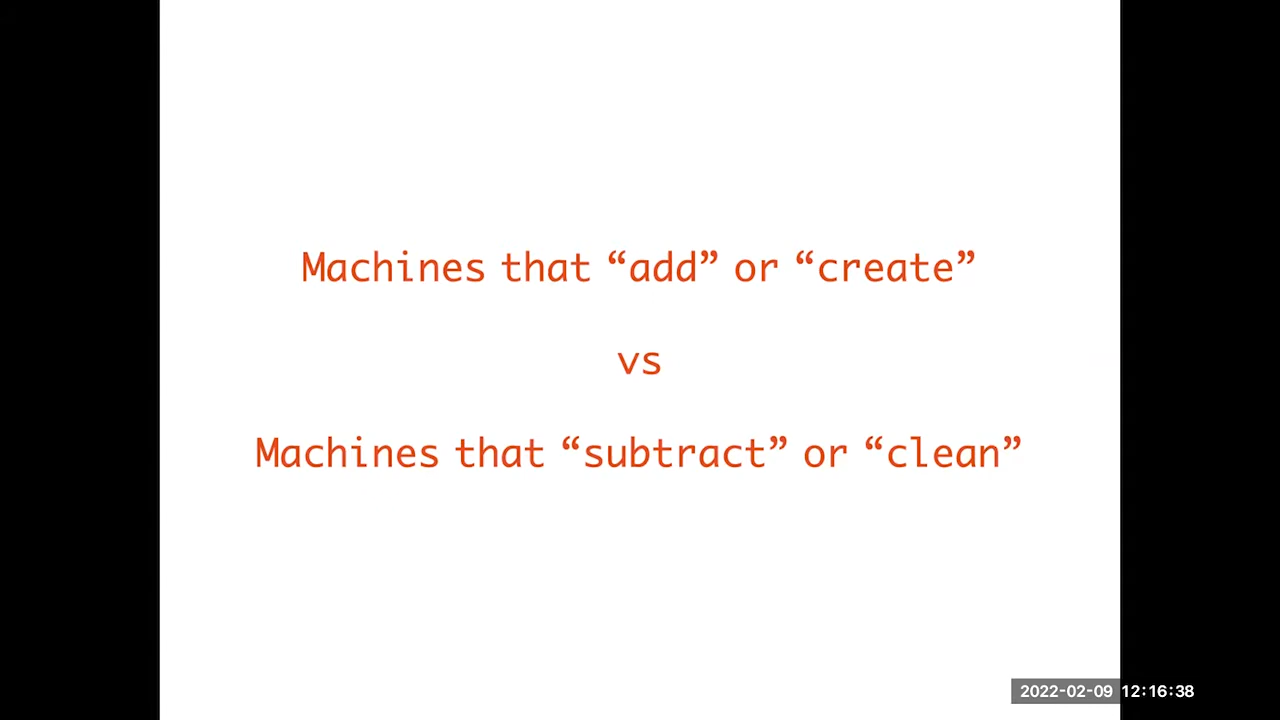 Machines that “add” or “create”
vs
Machines that “subtract” or “clean”
2022-02-09 12:16:38